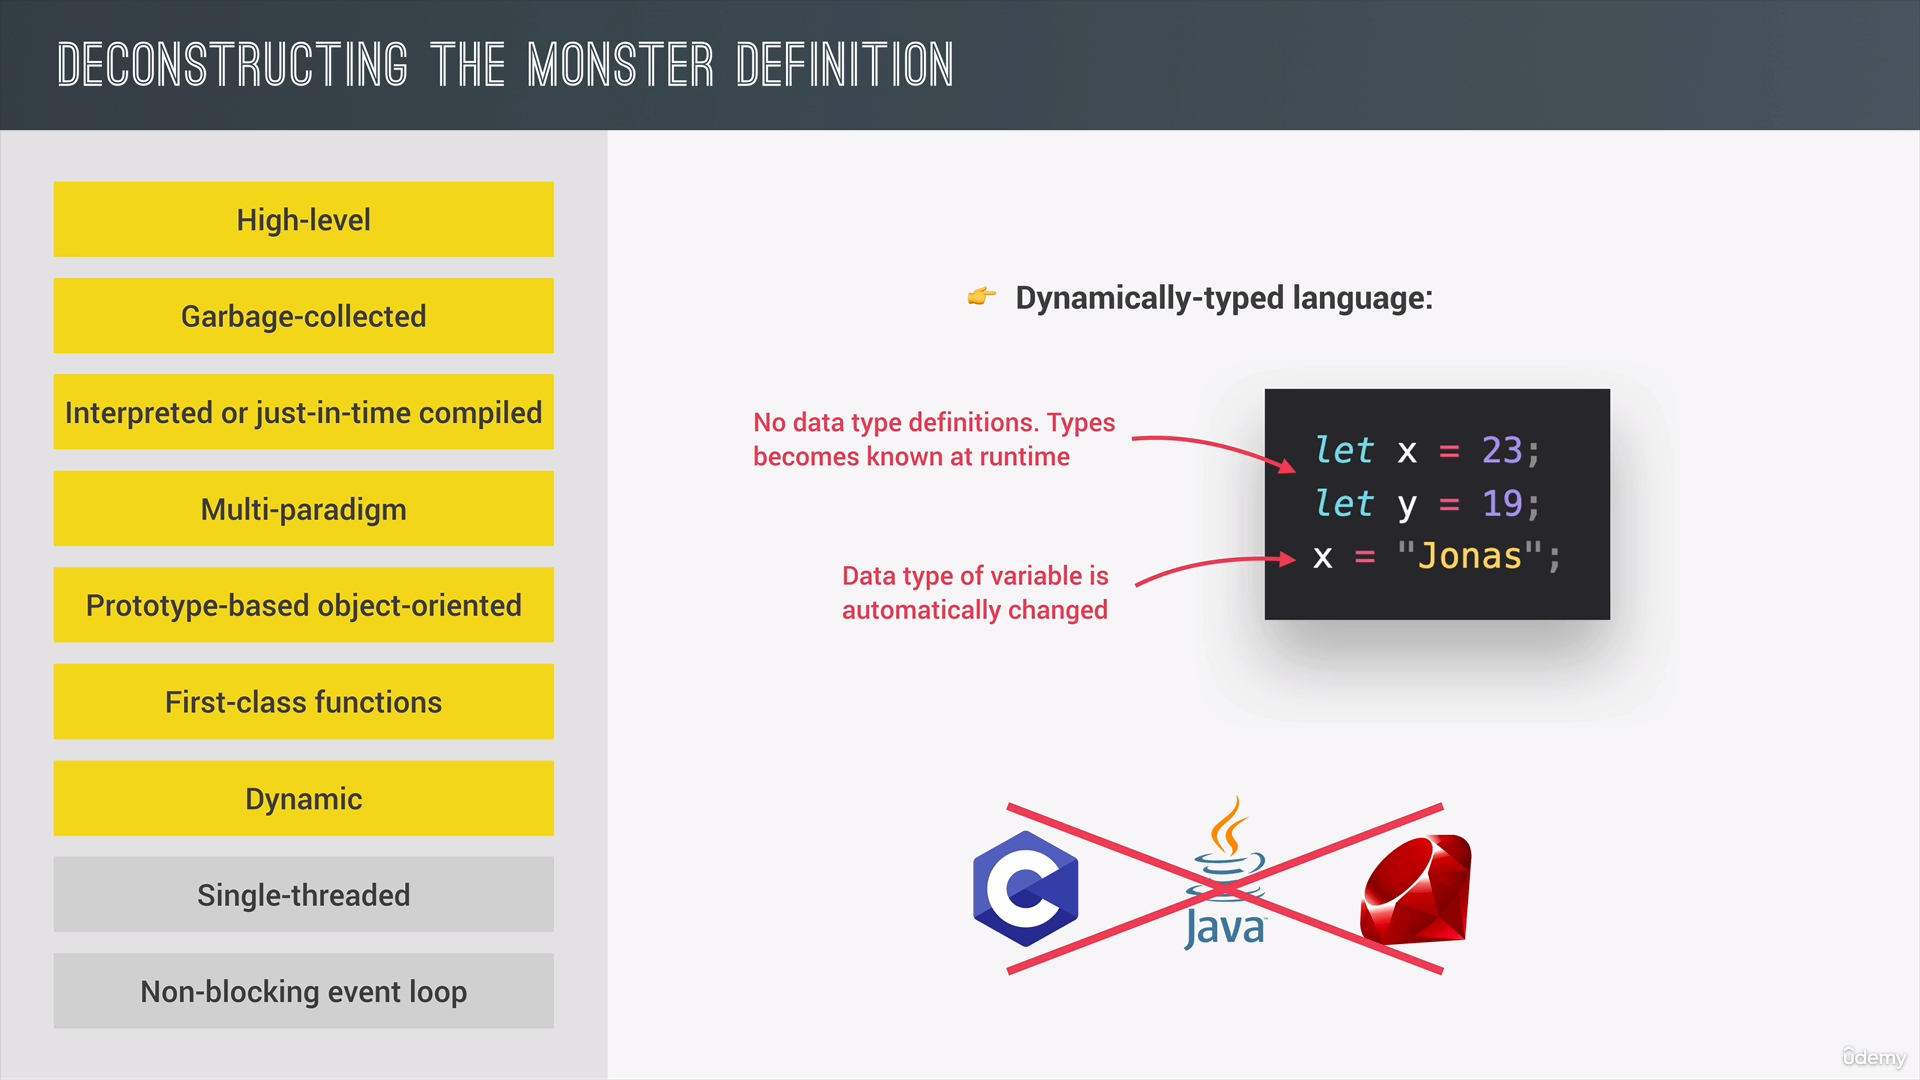 DECONSTRUCTING THE MONSTER DEFINITION
High-level
Garbage-collected
Interpreted or just-in-time compiled
Multi-paradigm
Prototype-based object-oriented
First-class functions
Dynamic
Single-threaded
Non-blocking event loop
👉 Dynamically-typed language:
No data type definitions. Types
becomes known at runtime
Data type of variable is
automatically changed
let x = 23;
let y = 19;
x = "Jonas";
C
Java™
ûdemy